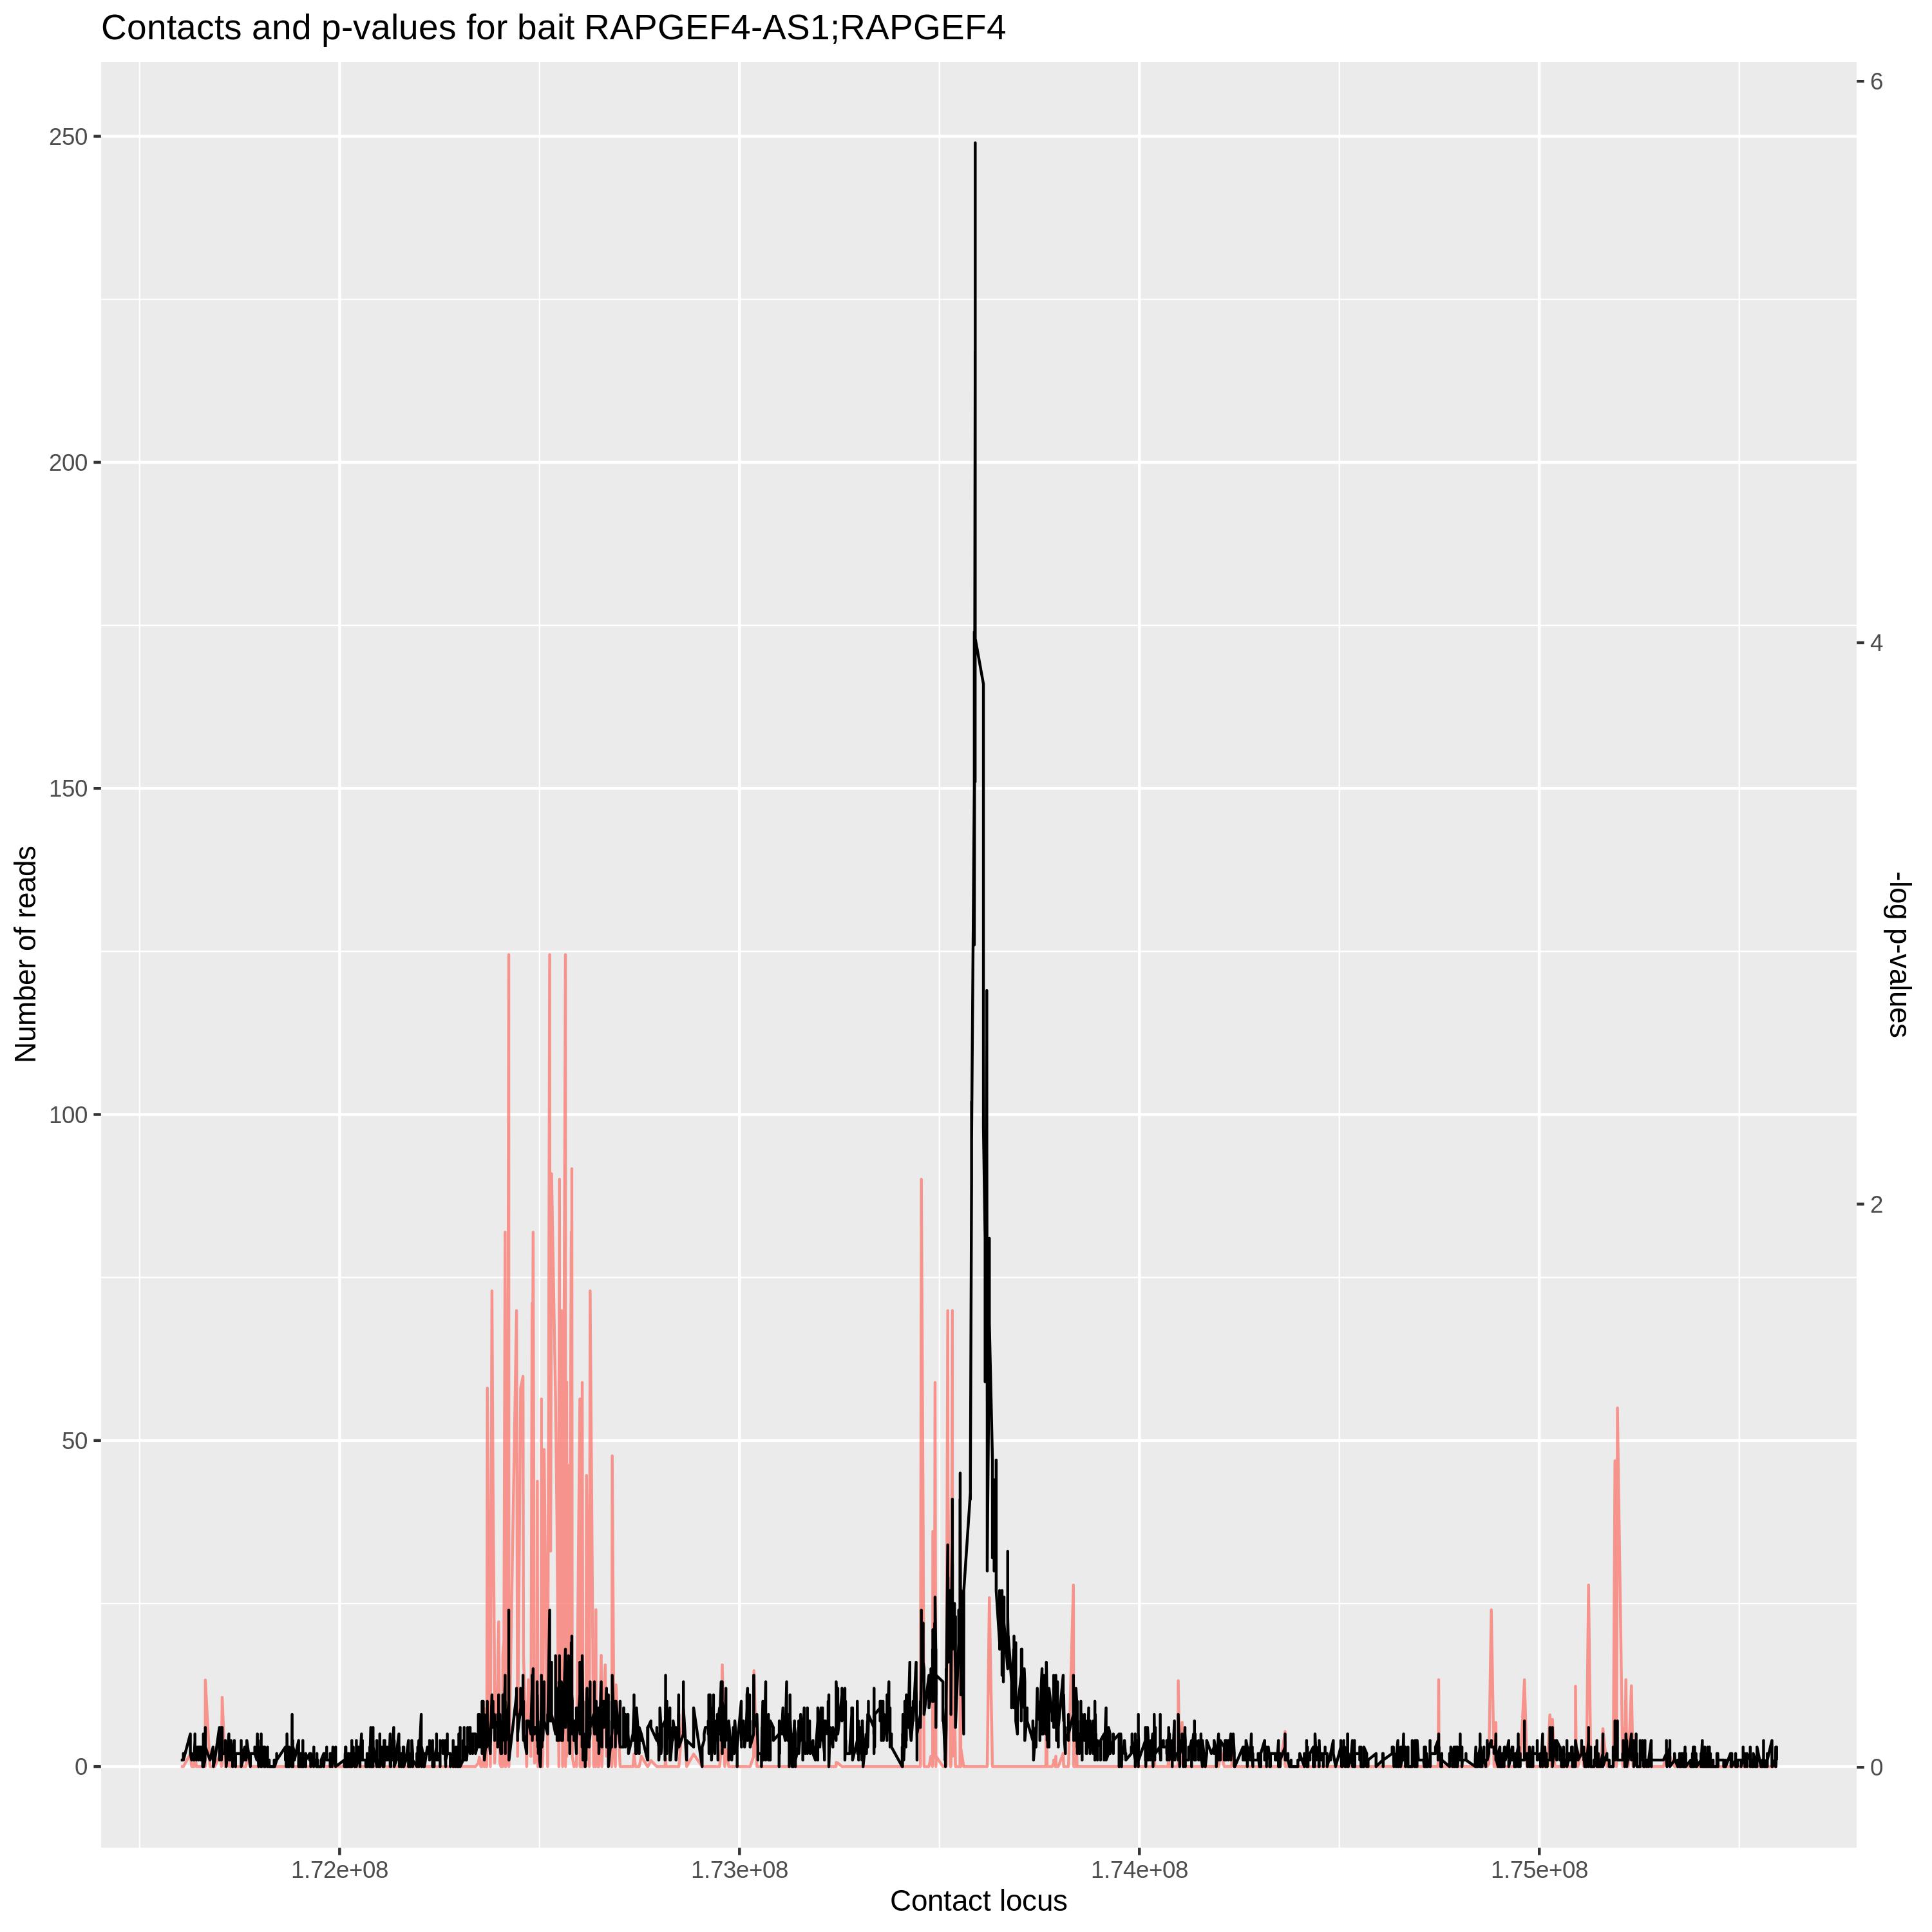 Contacts and p-values for bait RAPGEF4-AS1;RAPGEF4
Number of reads
250
200
150
100
50
0
6
4
2
0
-log p-values
1.72e+08 1.73e+08 1.74e+08 1.75e+08
Contact locus